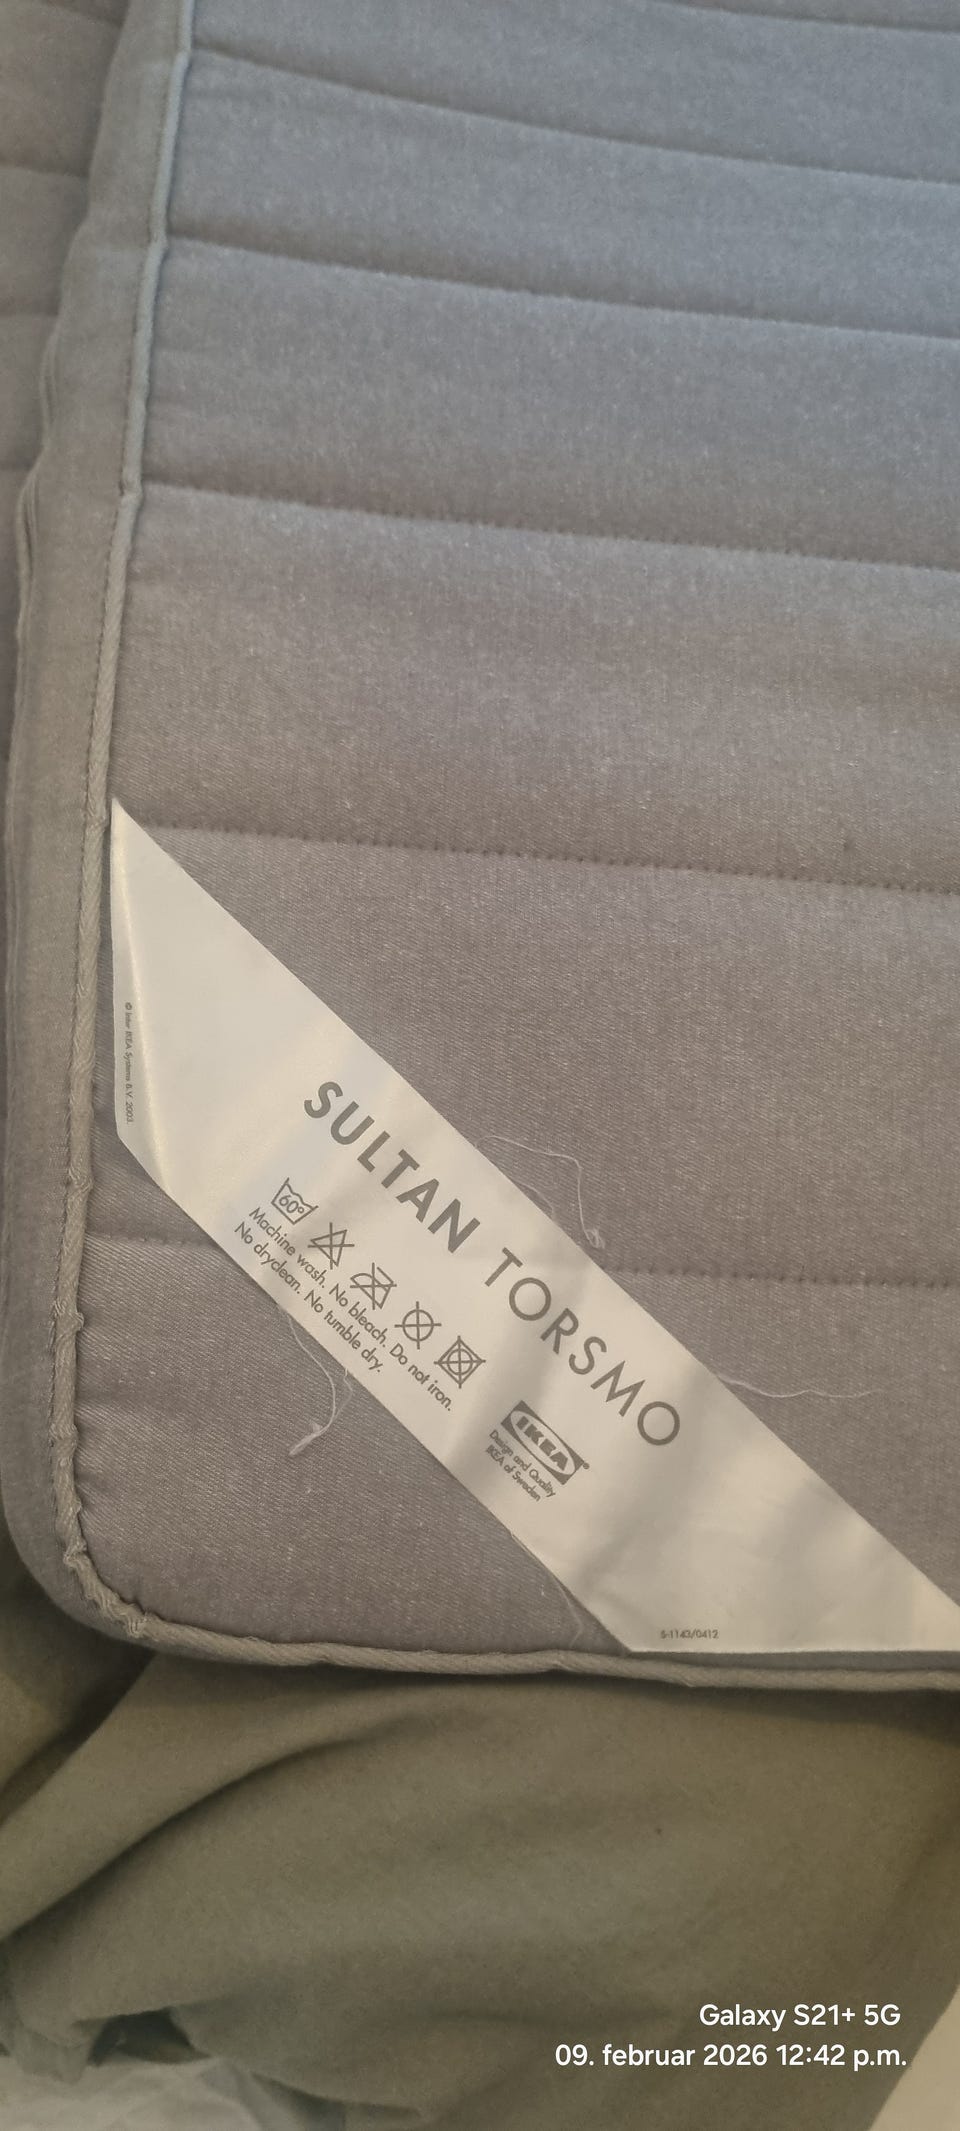 © Inter IKEA Systems B.V. 2003
SULTAN TORSMO
60°
Machine wash. No bleach. Do not iron.
No dryclean. No tumble dry.
IKEA®
Design and Quality
IKEA of Sweden
S-1143/0412
Galaxy S21+ 5G
09. februar 2026 12:42 p.m.